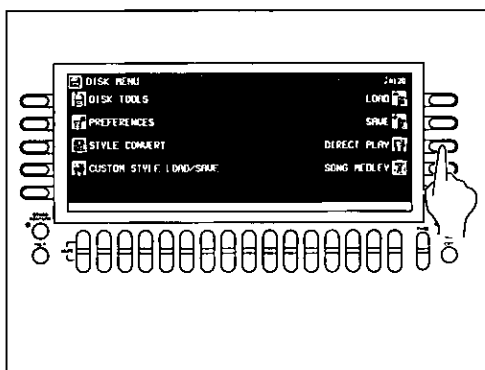 DISK MENU
DISK TOOLS LOAD
PREFERENCES SAVE
STYLE CONVERT DIRECT PLAY
CUSTOM STYLE LOAD/SAVE SONG MEDLEY